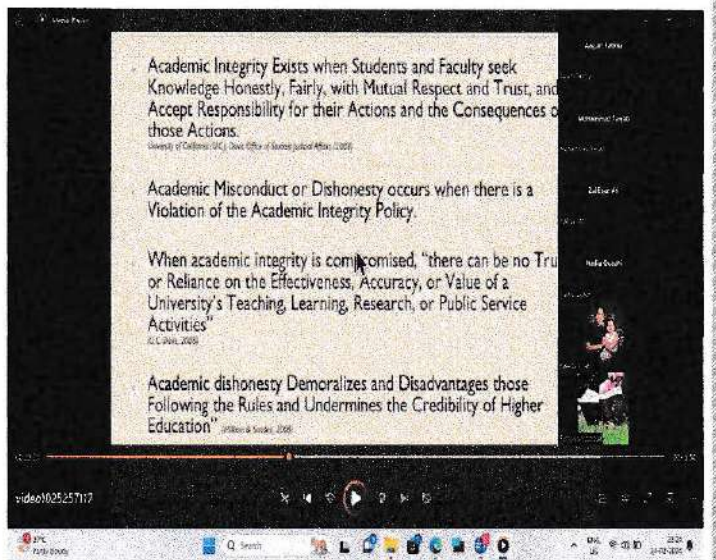 Media Player
Academic Integrity Exists when Students and Faculty seek
Knowledge Honestly, Fairly, with Mutual Respect and Trust, and
Accept Responsibility for their Actions and the Consequences o
those Actions.
Academic Misconduct or Dishonesty occurs when there is a
Violation of the Academic Integrity Policy.
When academic integrity is compromised, "there can be no Tru
or Reliance on the Effectiveness, Accuracy, or Value of a
University's Teaching, Learning, Research, or Public Service
Activities"
Academic dishonesty Demoralizes and Disadvantages those
Following the Rules and Undermines the Credibility of Higher
Education"
video1025257117
Search